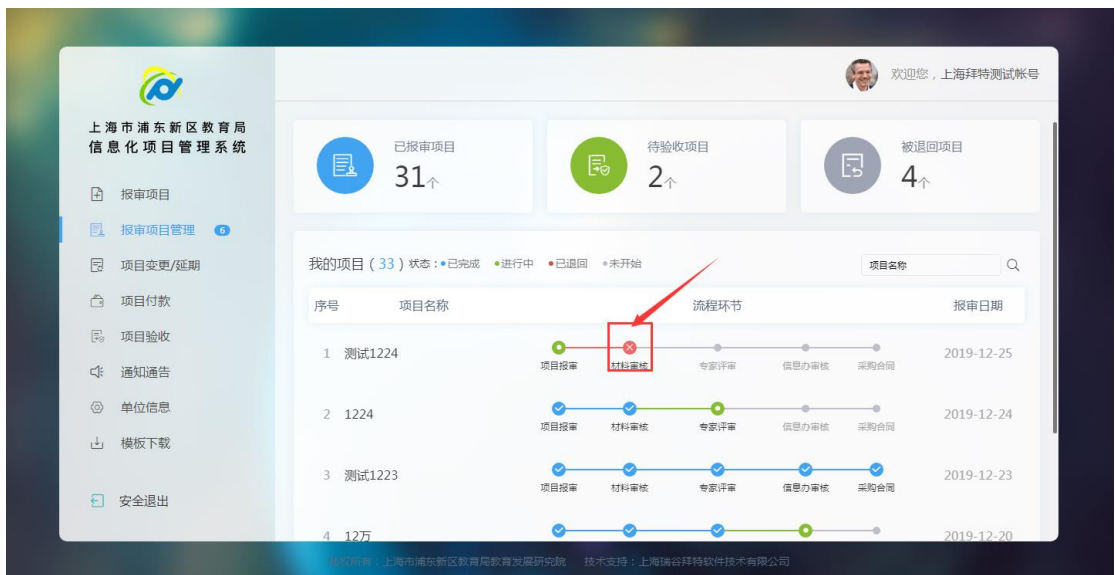 欢迎您，上海拜特测试帐号
上海市浦东新区教育局
信息化项目管理系统
报审项目
报审项目管理 6
项目变更/延期
项目付款
项目验收
通知通告
单位信息
模板下载
安全退出
已报审项目
31个
待验收项目
2个
被退回项目
4个
我的项目（33）状态：•已完成 •进行中 •已退回 •未开始
项目名称
序号 项目名称 流程环节 报审日期
1 测试1224 2019-12-25
项目报审 材料审核 专家评审 信息办审核 采购合同
2 1224 2019-12-24
项目报审 材料审核 专家评审 信息办审核 采购合同
3 测试1223 2019-12-23
项目报审 材料审核 专家评审 信息办审核 采购合同
4 12万 2019-12-20
版权所有：上海市浦东新区教育局教育发展研究院 技术支持：上海瑞谷拜特软件技术有限公司